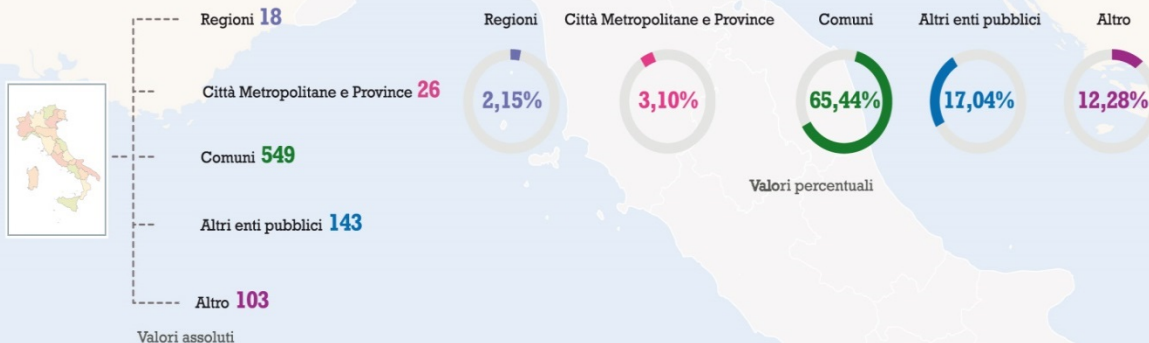 Regioni 18
Città Metropolitane e Province 26
Comuni 549
Altri enti pubblici 143
Altro 103
Valori assoluti
Regioni
Città Metropolitane e Province
Comuni
Altri enti pubblici
Altro
2,15%
3,10%
65,44%
17,04%
12,28%
Valori percentuali